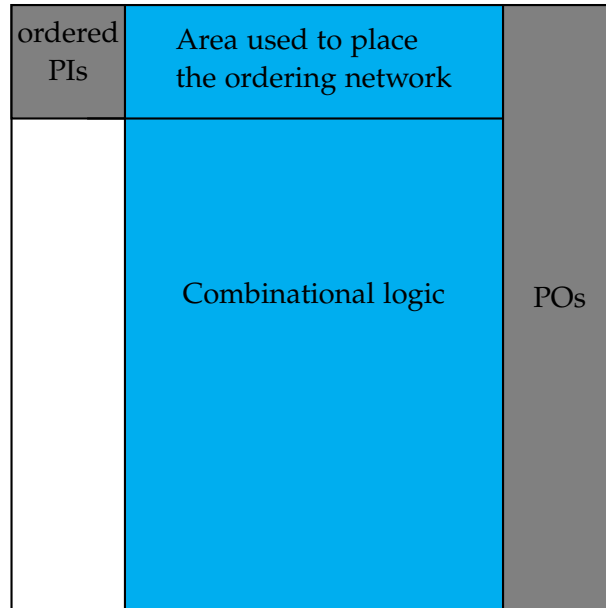 ordered
PIs
Area used to place
the ordering network
Combinational logic
POs